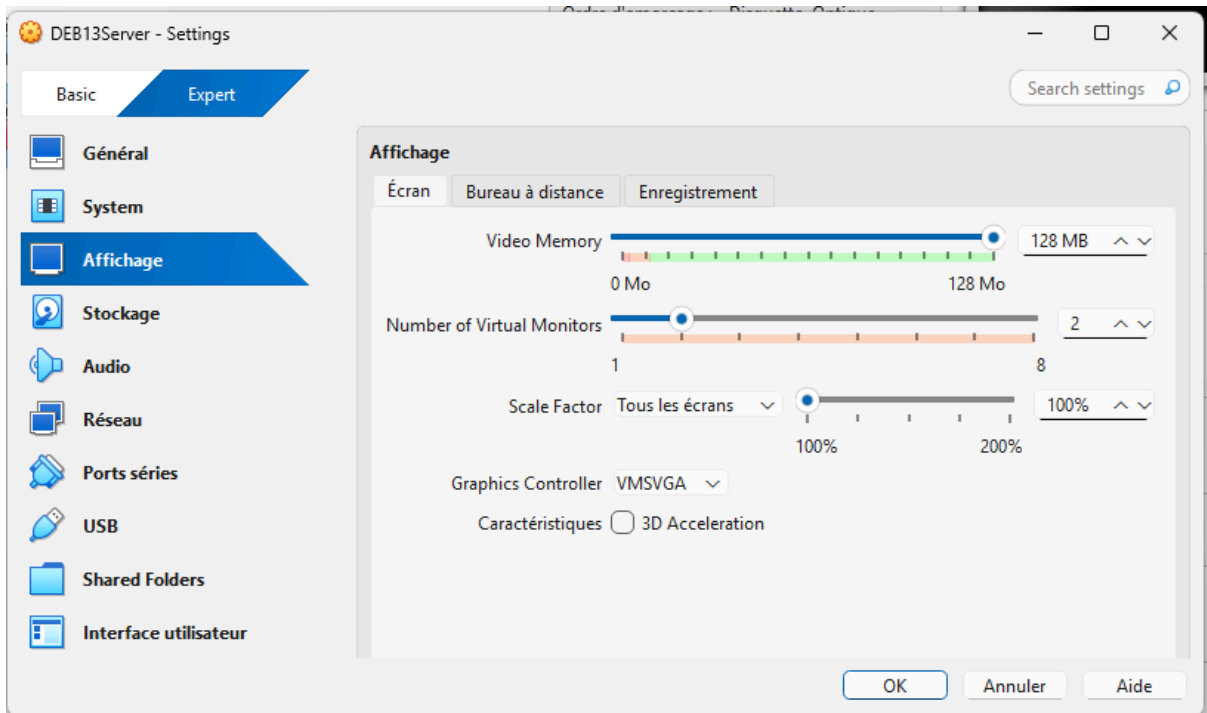 DEB13Server - Settings
Basic
Expert
Search settings
Général
System
Affichage
Stockage
Audio
Réseau
Ports séries
USB
Shared Folders
Interface utilisateur
Affichage
Écran
Bureau à distance
Enregistrement
Video Memory
128 MB
0 Mo
128 Mo
Number of Virtual Monitors
2
1
8
Scale Factor
Tous les écrans
100%
100%
200%
Graphics Controller
VMSVGA
Caractéristiques
3D Acceleration
OK
Annuler
Aide